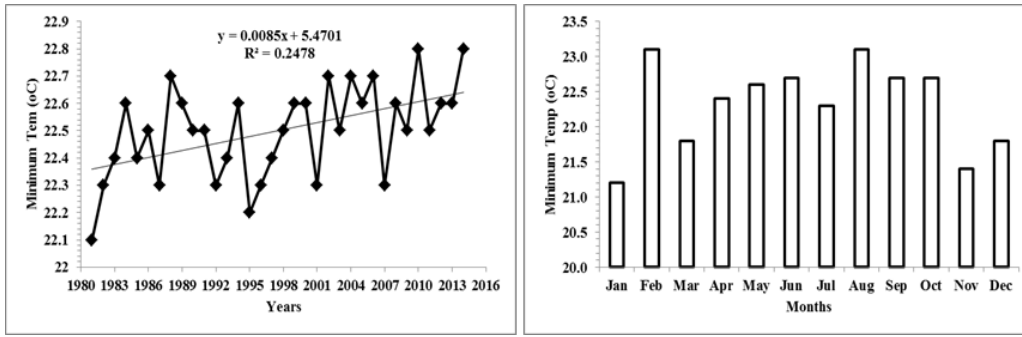 22.9
22.8
22.7
22.6
22.5
22.4
22.3
22.2
22.1
22
Minimum Tem (oC)
y = 0.0085x + 5.4701
R² = 0.2478
1980 1983 1986 1989 1992 1995 1998 2001 2004 2007 2010 2013 2016
Years
23.5
23.0
22.5
22.0
21.5
21.0
20.5
20.0
Minimum Temp (oC)
Jan Feb Mar Apr May Jun Jul Aug Sep Oct Nov Dec
Months